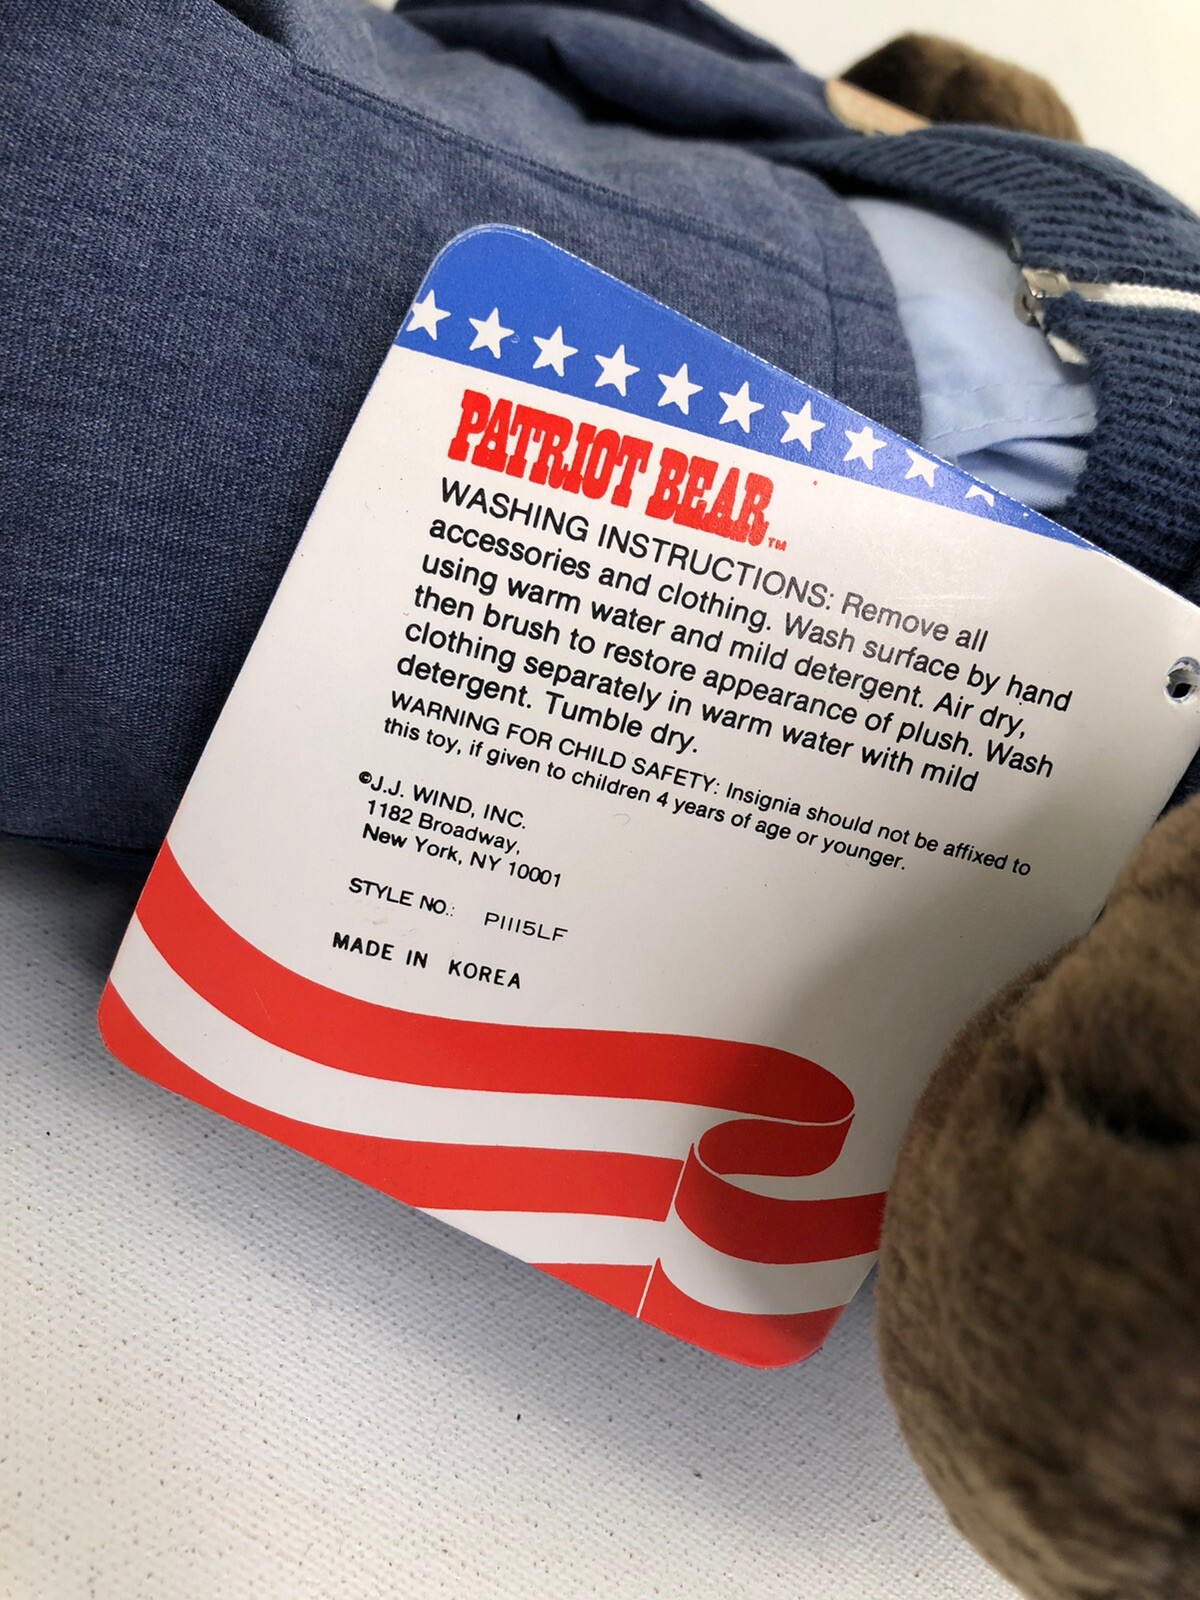 PATRIOT BEAR™
WASHING INSTRUCTIONS: Remove all
accessories and clothing. Wash surface by hand
using warm water and mild detergent. Air dry,
then brush to restore appearance of plush. Wash
clothing separately in warm water with mild
detergent. Tumble dry.
WARNING FOR CHILD SAFETY: Insignia should not be affixed to
this toy, if given to children 4 years of age or younger.
©J.J. WIND, INC.
1182 Broadway,
New York, NY 10001
STYLE NO.: P1115LF
MADE IN KOREA